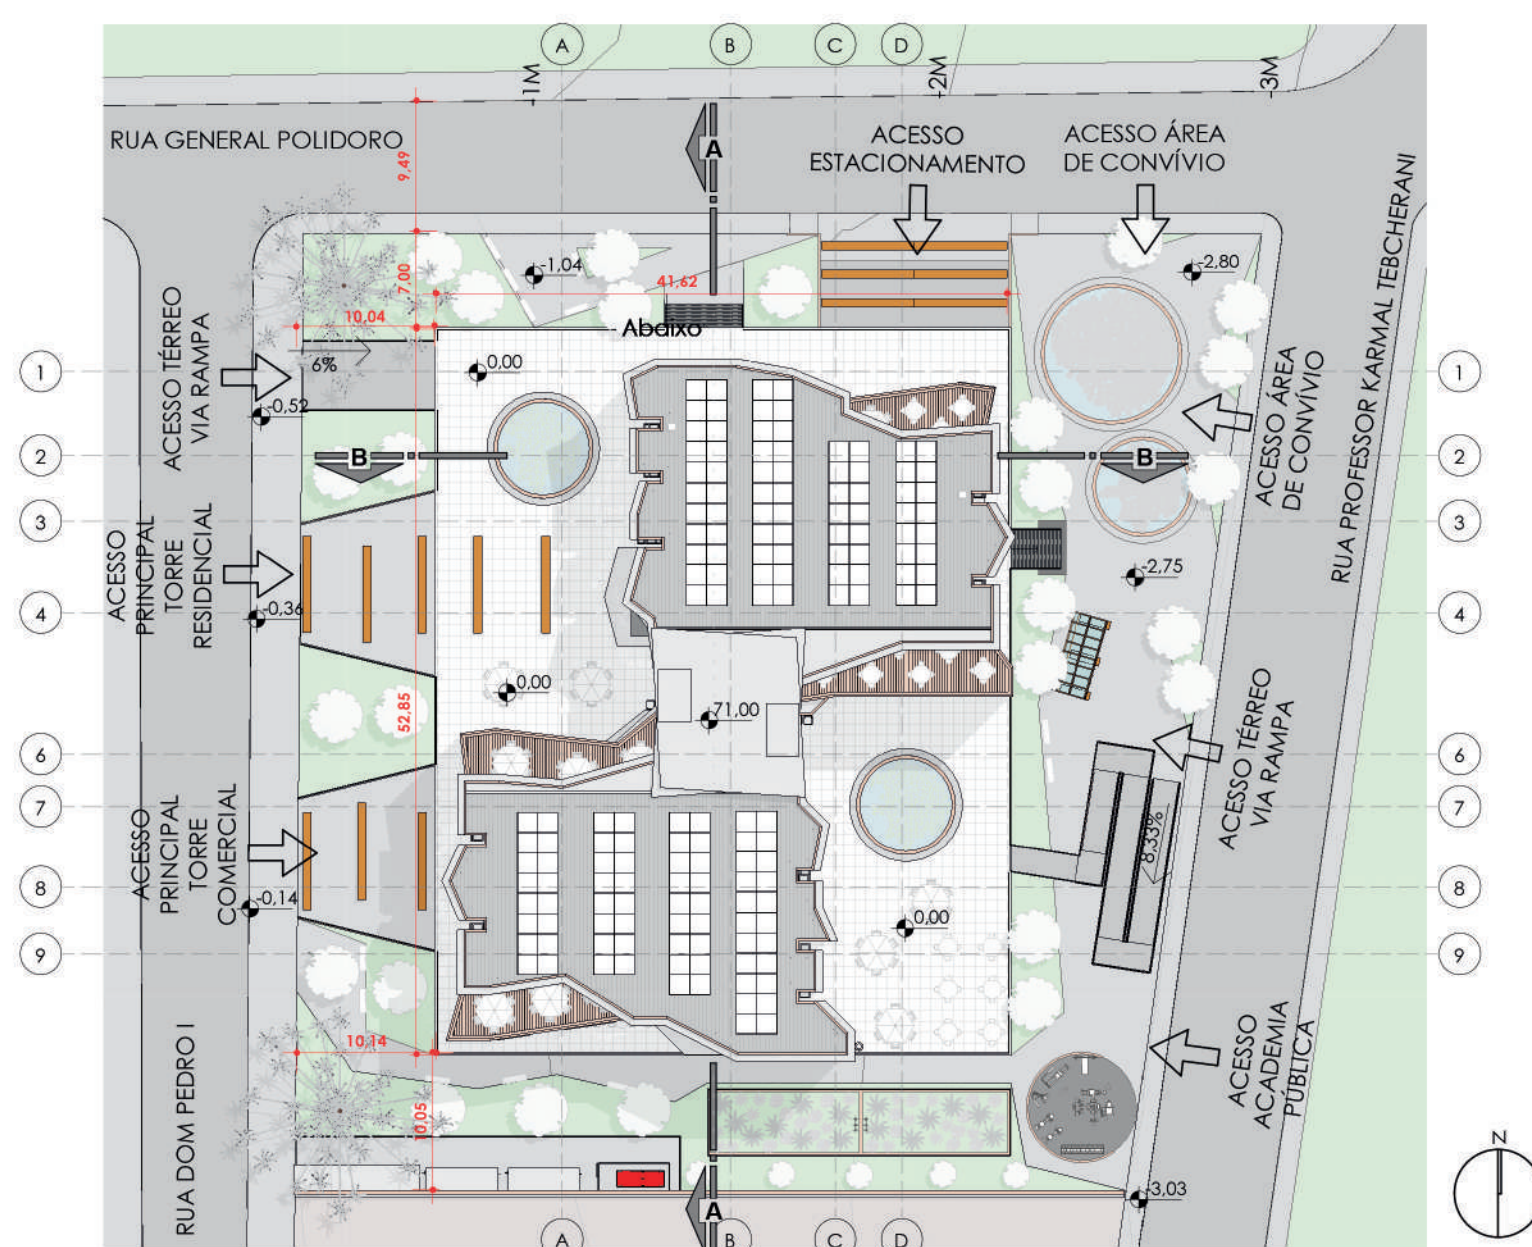 A B C D
-1M
-2M
-3M
RUA GENERAL POLIDORO
9,49
A
ACESSO
ESTACIONAMENTO
ACESSO ÁREA
DE CONVÍVIO
RUA PROFESSOR KARMAL TEBCHERANI
-1,04
-2,80
7,00
41,62
10,04
Abaixo
ACESSO TÉRREO
VIA RAMPA
6%
0,00
1
1
-0,52
ACESSO ÁREA
DE CONVÍVIO
2
B
B
2
3
3
ACESSO
PRINCIPAL
TORRE
RESIDENCIAL
-2,75
4
-0,36
4
0,00
52,85
71,00
ACESSO TÉRREO
VIA RAMPA
6
6
7
7
ACESSO
PRINCIPAL
TORRE
COMERCIAL
8,33%
8
8
-0,14
0,00
9
9
ACESSO
ACADEMIA
PÚBLICA
10,14
RUA DOM PEDRO I
10,05
-3,03
N
A
A B C D